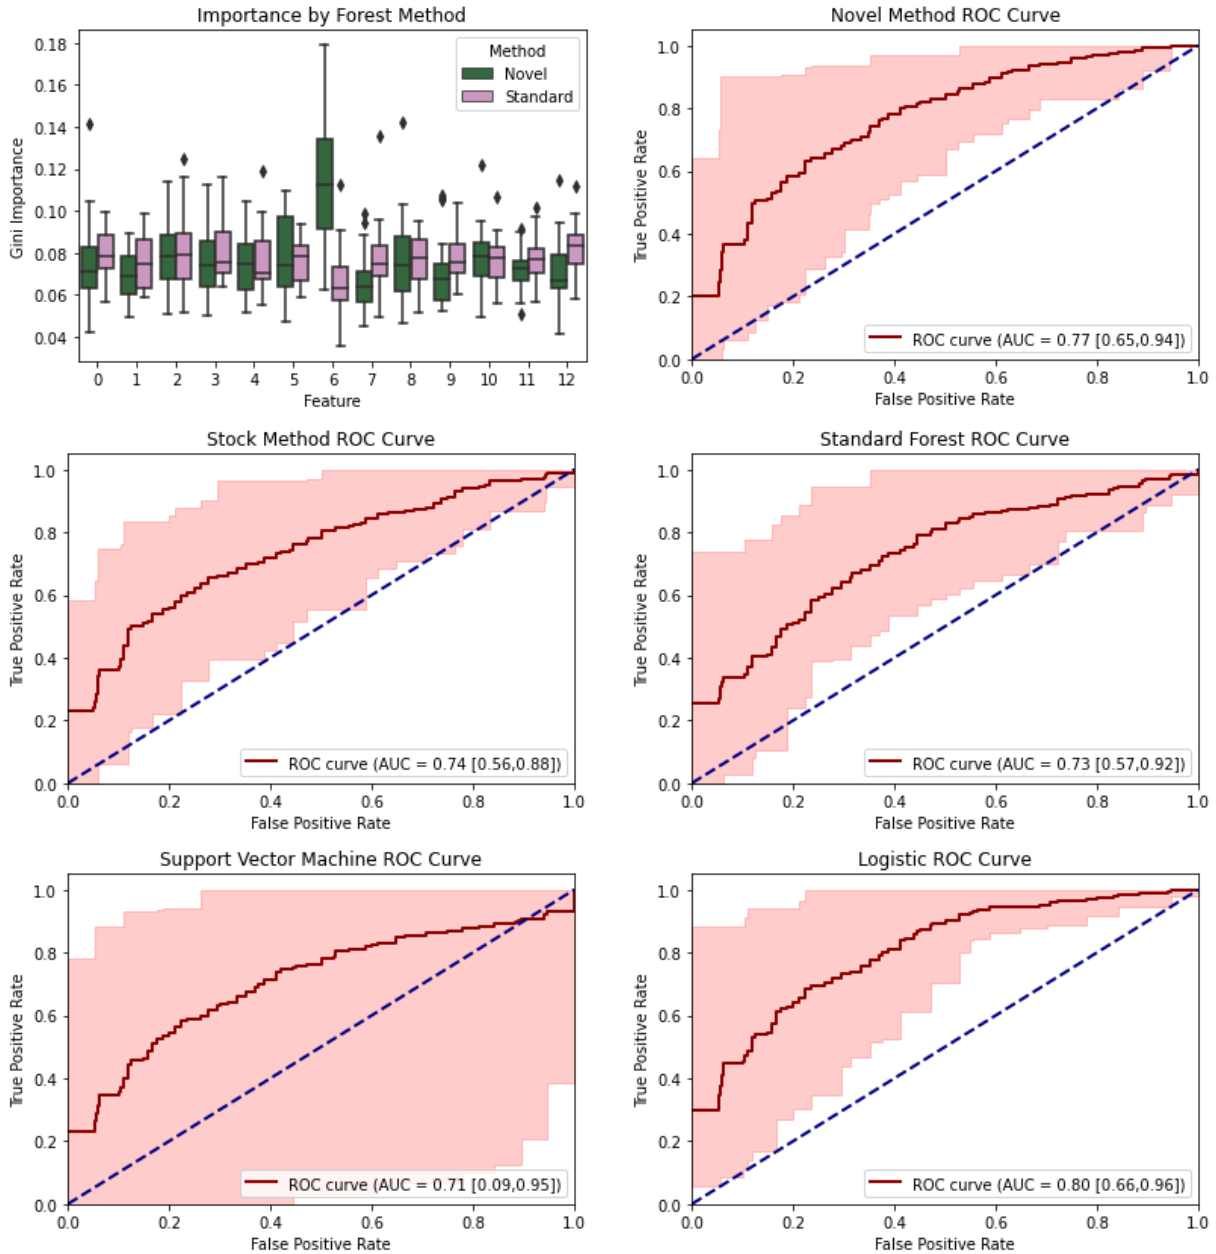 Importance by Forest Method
Gini Importance
0.18
0.16
0.14
0.12
0.10
0.08
0.06
0.04
Method
Novel
Standard
0 1 2 3 4 5 6 7 8 9 10 11 12
Feature
Novel Method ROC Curve
True Positive Rate
1.0
0.8
0.6
0.4
0.2
0.0
ROC curve (AUC = 0.77 [0.65,0.94])
0.0 0.2 0.4 0.6 0.8 1.0
False Positive Rate
Stock Method ROC Curve
True Positive Rate
1.0
0.8
0.6
0.4
0.2
0.0
ROC curve (AUC = 0.74 [0.56,0.88])
0.0 0.2 0.4 0.6 0.8 1.0
False Positive Rate
Standard Forest ROC Curve
True Positive Rate
1.0
0.8
0.6
0.4
0.2
0.0
ROC curve (AUC = 0.73 [0.57,0.92])
0.0 0.2 0.4 0.6 0.8 1.0
False Positive Rate
Support Vector Machine ROC Curve
True Positive Rate
1.0
0.8
0.6
0.4
0.2
0.0
ROC curve (AUC = 0.71 [0.09,0.95])
0.0 0.2 0.4 0.6 0.8 1.0
False Positive Rate
Logistic ROC Curve
True Positive Rate
1.0
0.8
0.6
0.4
0.2
0.0
ROC curve (AUC = 0.80 [0.66,0.96])
0.0 0.2 0.4 0.6 0.8 1.0
False Positive Rate